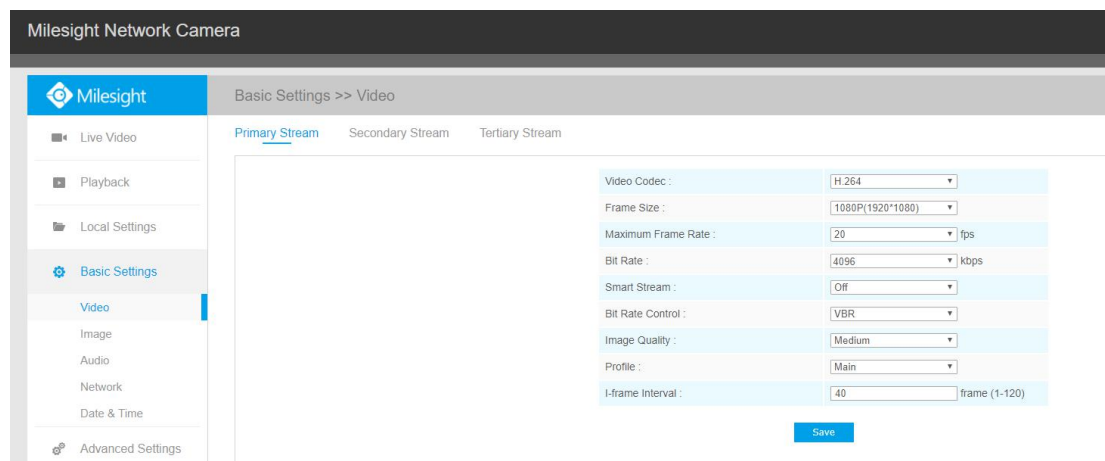 Milesight Network Camera
Milesight
Basic Settings >> Video
Live Video
Playback
Local Settings
Basic Settings
Video
Image
Audio
Network
Date & Time
Advanced Settings
Primary Stream Secondary Stream Tertiary Stream
Video Codec : H.264
Frame Size : 1080P(1920*1080)
Maximum Frame Rate : 20 fps
Bit Rate : 4096 kbps
Smart Stream : Off
Bit Rate Control : VBR
Image Quality : Medium
Profile : Main
I-frame Interval : 40 frame (1-120)
Save